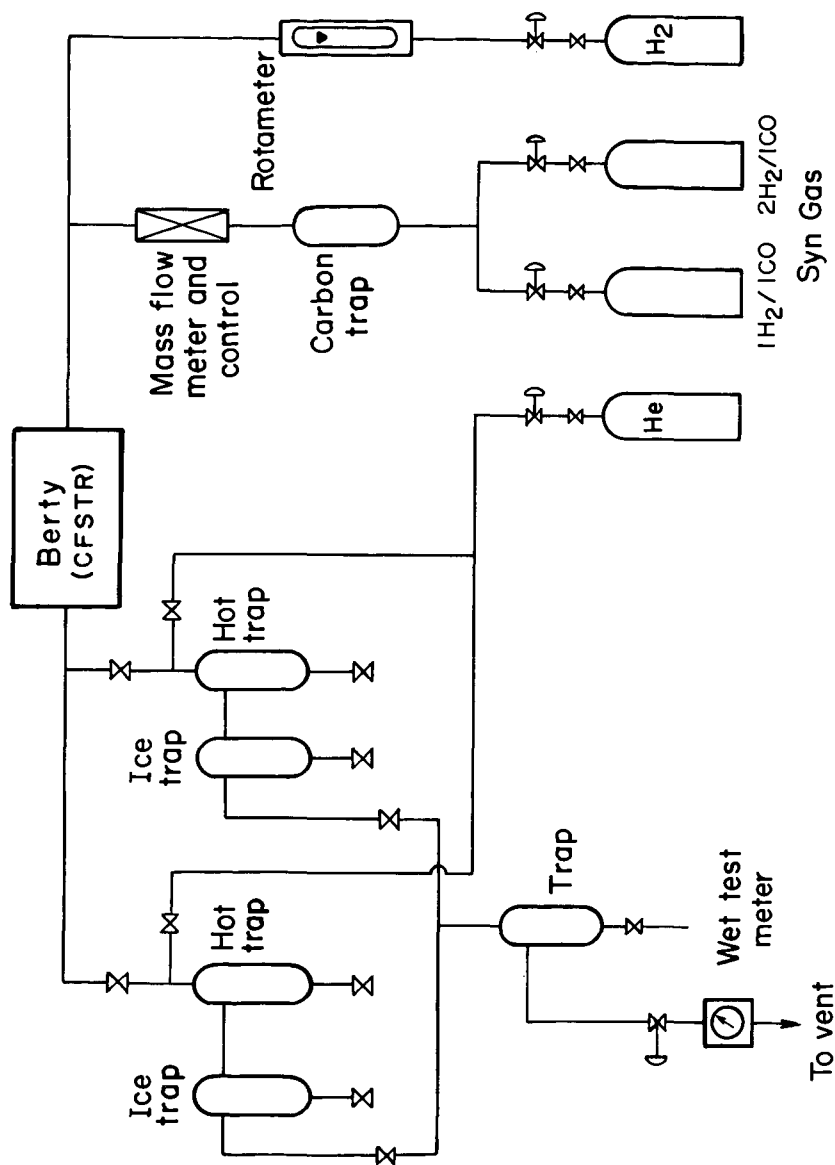 Berty
(CFSTR)
Ice
trap
Hot
trap
Ice
trap
Hot
trap
Mass flow
meter and
control
Carbon
trap
Rotameter
Trap
Wet test
meter
To vent
He
1H2/1CO
2H2/1CO
Syn Gas
H2